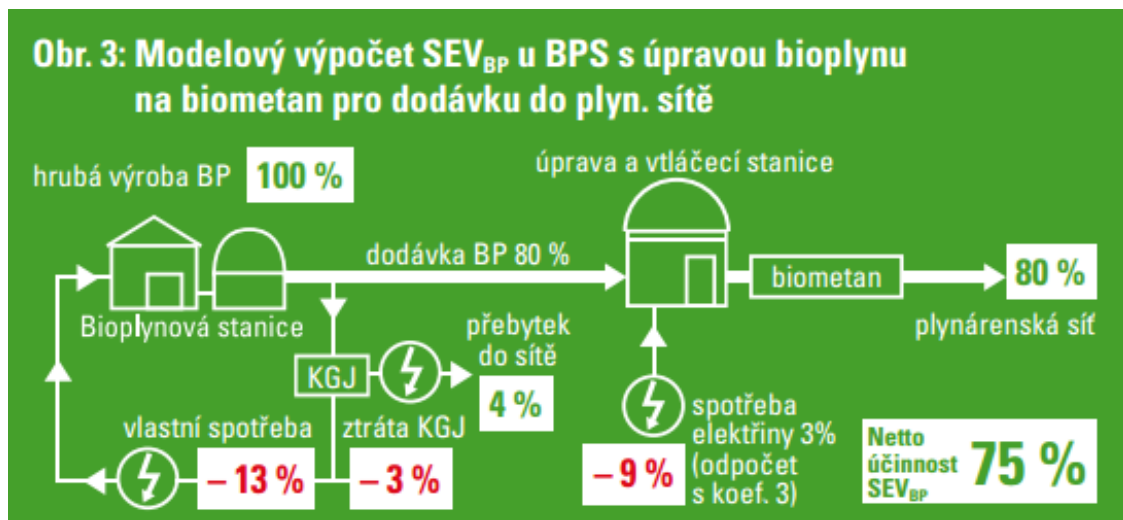 Obr. 3: Modelový výpočet SEV_BP u BPS s úpravou bioplynu
na biometan pro dodávku do plyn. sítě
hrubá výroba BP 100 %
úprava a vtláčecí stanice
dodávka BP 80 %
biometan
80 %
Bioplynová stanice
plynárenská síť
přebytek
do sítě
KGJ
4 %
vlastní spotřeba
ztráta KGJ
– 13 %
– 3 %
– 9 %
spotřeba
elektřiny 3%
(odpočet
s koef. 3)
Netto
účinnost
SEV_BP
75 %